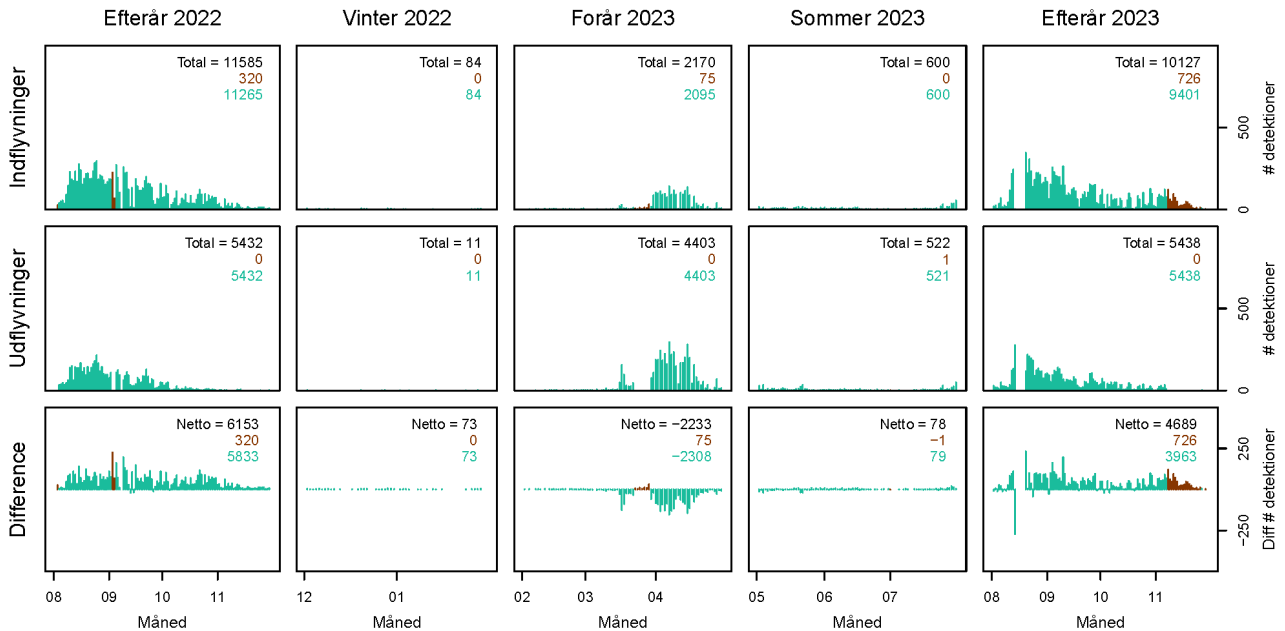 Efterår 2022
Vinter 2022
Forår 2023
Sommer 2023
Efterår 2023
Indflyvninger
Total = 11585
320
11265
Total = 84
0
84
Total = 2170
75
2095
Total = 600
0
600
Total = 10127
726
9401
500
0
# detektioner
Udflyvninger
Total = 5432
0
5432
Total = 11
0
11
Total = 4403
0
4403
Total = 522
1
521
Total = 5438
0
5438
500
0
# detektioner
Difference
Netto = 6153
320
5833
Netto = 73
0
73
Netto = −2233
75
−2308
Netto = 78
−1
79
Netto = 4689
726
3963
250
−250
Diff # detektioner
08 09 10 11
12 01
02 03 04
05 06 07
08 09 10 11
Måned
Måned
Måned
Måned
Måned